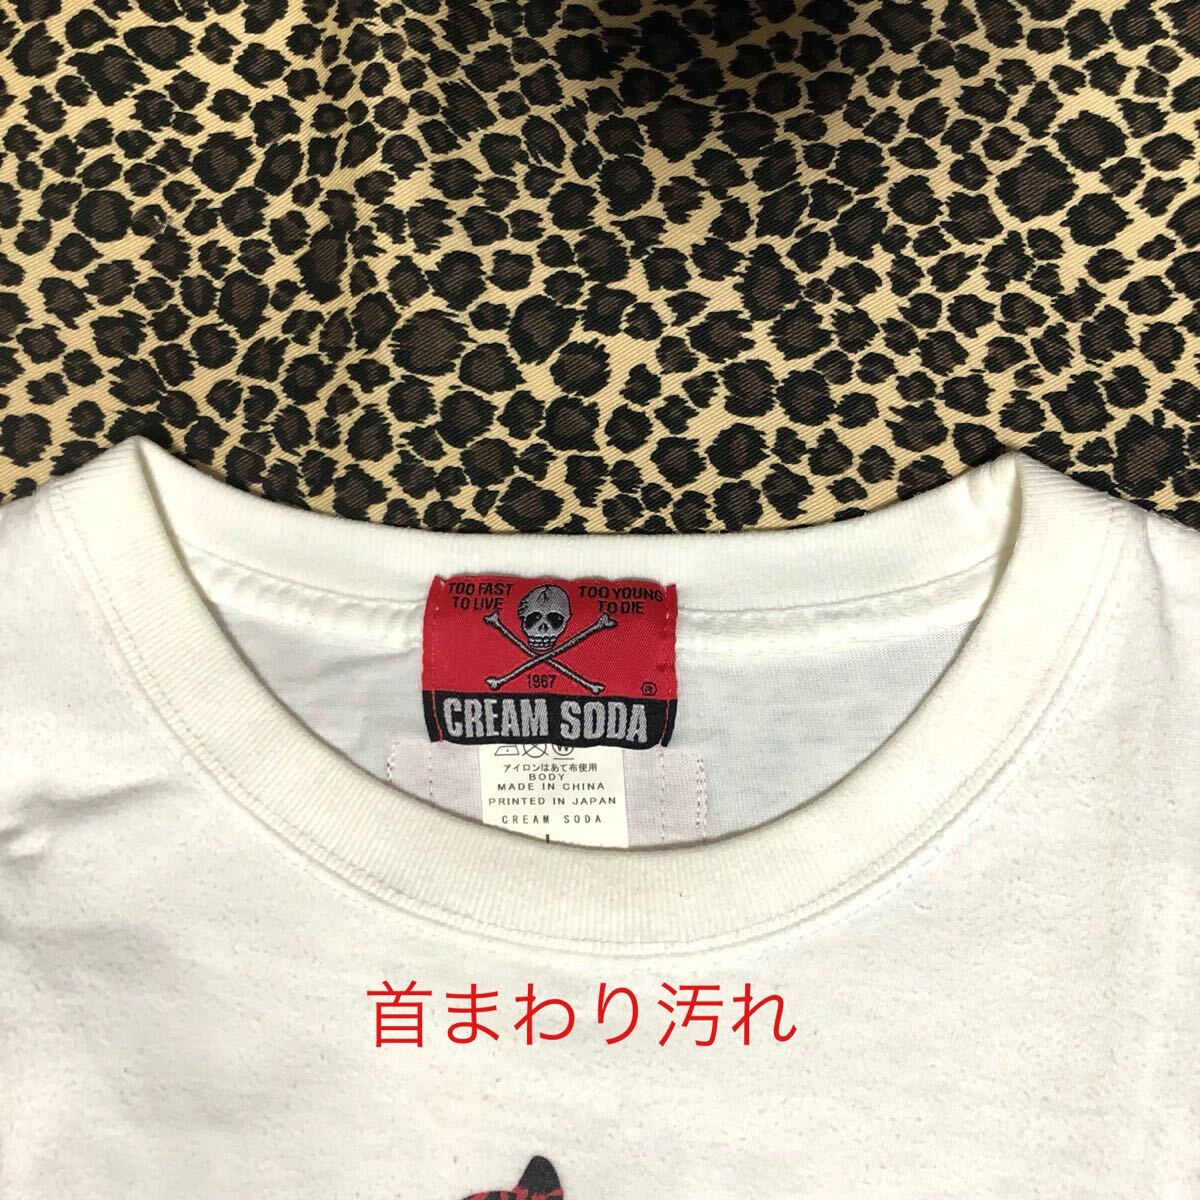 TOO FAST TO LIVE
TOO YOUNG TO DIE
1967
®
CREAM SODA
アイロンはあて布使用
BODY
MADE IN CHINA
PRINTED IN JAPAN
CREAM SODA
首まわり汚れ